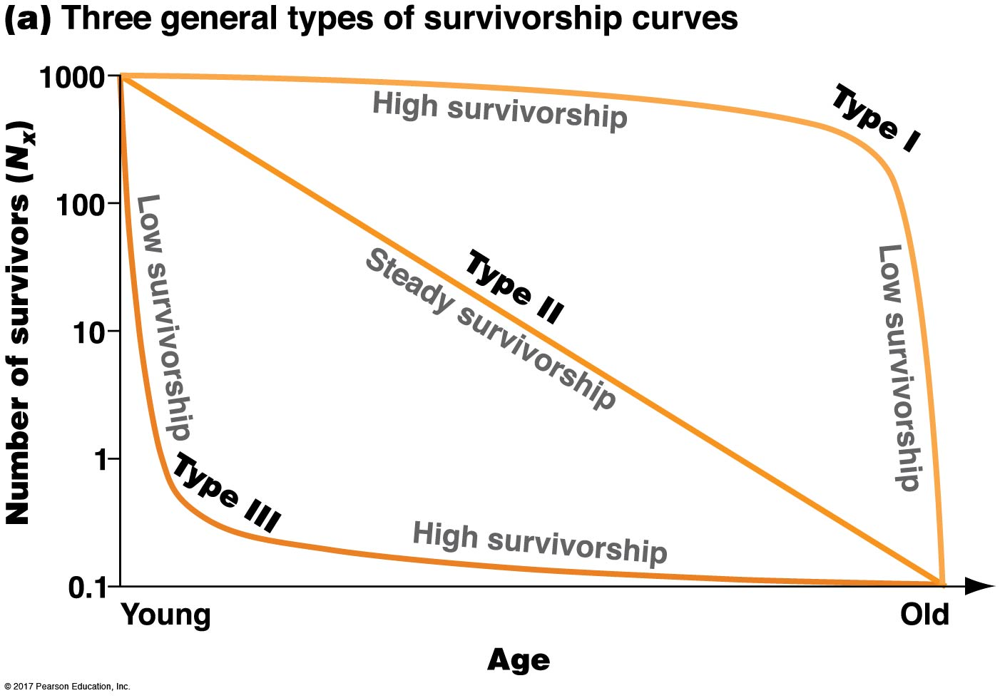 (a) Three general types of survivorship curves
Number of survivors (Nx)
1000
100
10
1
0.1
High survivorship
Type I
Low survivorship
Type II
Steady survivorship
Low survivorship
Type III
High survivorship
Young
Old
Age
© 2017 Pearson Education, Inc.